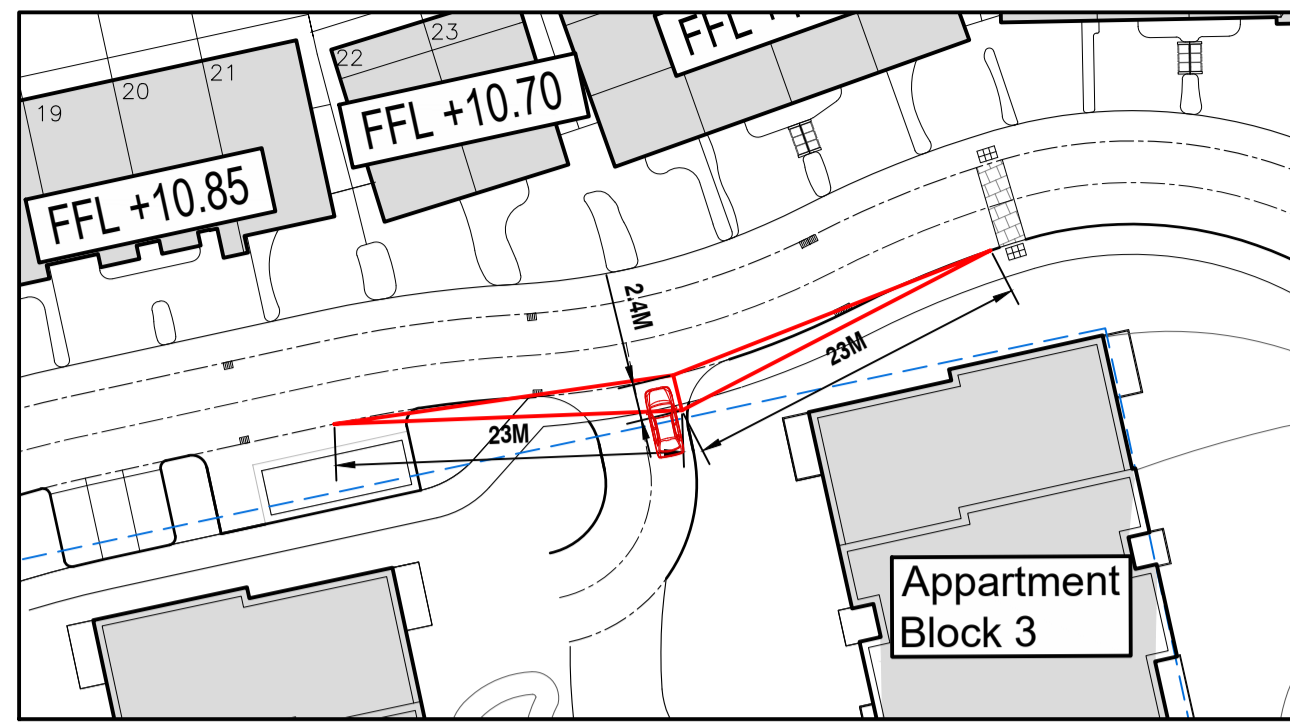 23
22
21
20
19
FFL +10.70
FFL +10.85
2.4M
23M
23M
Appartment
Block 3